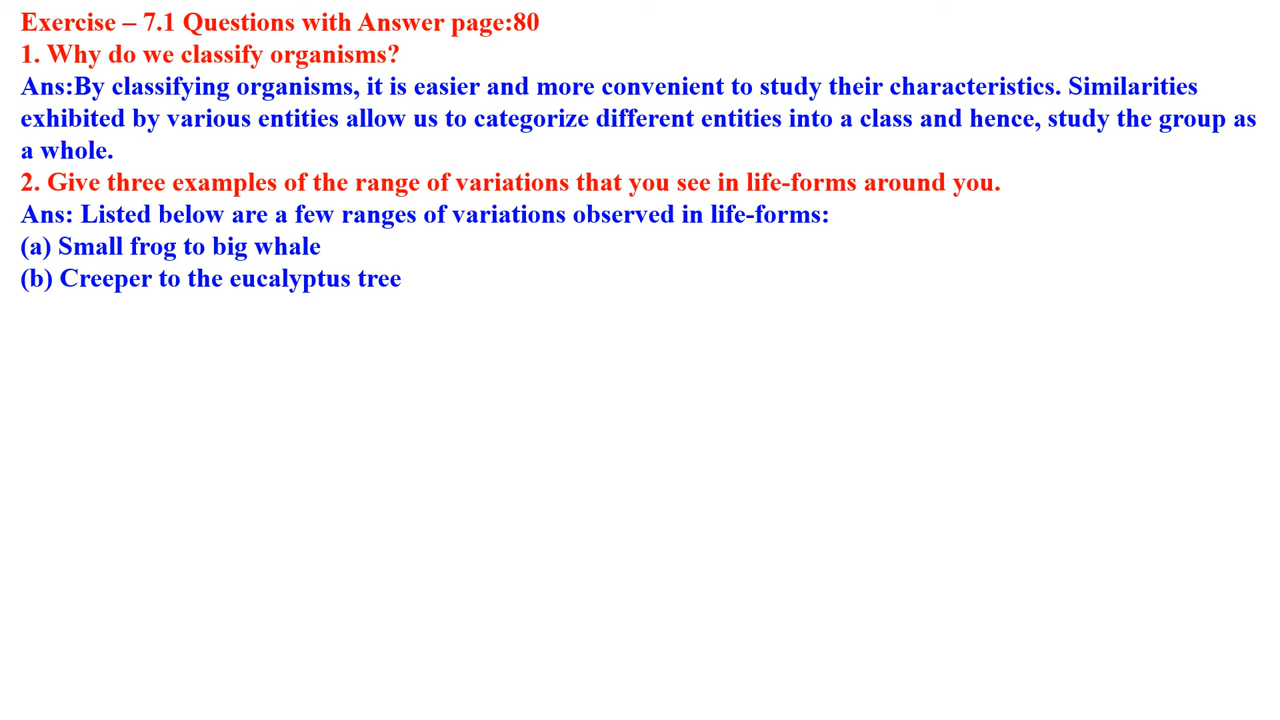 Exercise – 7.1 Questions with Answer page:80
1. Why do we classify organisms?
Ans:By classifying organisms, it is easier and more convenient to study their characteristics. Similarities
exhibited by various entities allow us to categorize different entities into a class and hence, study the group as
a whole.
2. Give three examples of the range of variations that you see in life-forms around you.
Ans: Listed below are a few ranges of variations observed in life-forms:
(a) Small frog to big whale
(b) Creeper to the eucalyptus tree